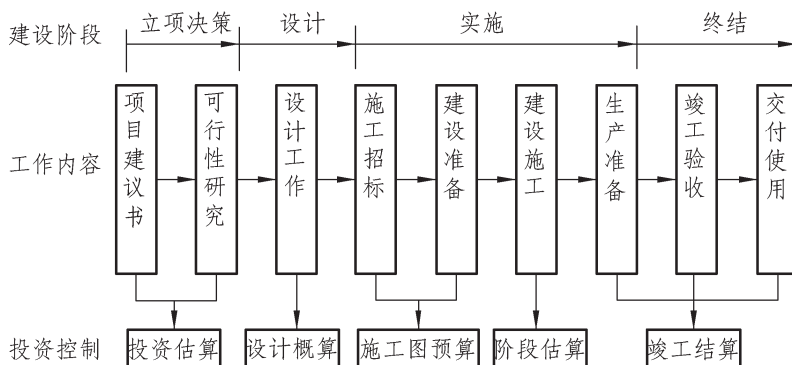 建设阶段 立项决策 设计 实施 终结
工作内容
项目建议书
可行性研究
设计工作
施工招标
建设准备
建设施工
生产准备
竣工验收
交付使用
投资控制 投资估算 设计概算 施工图预算 阶段估算 竣工结算